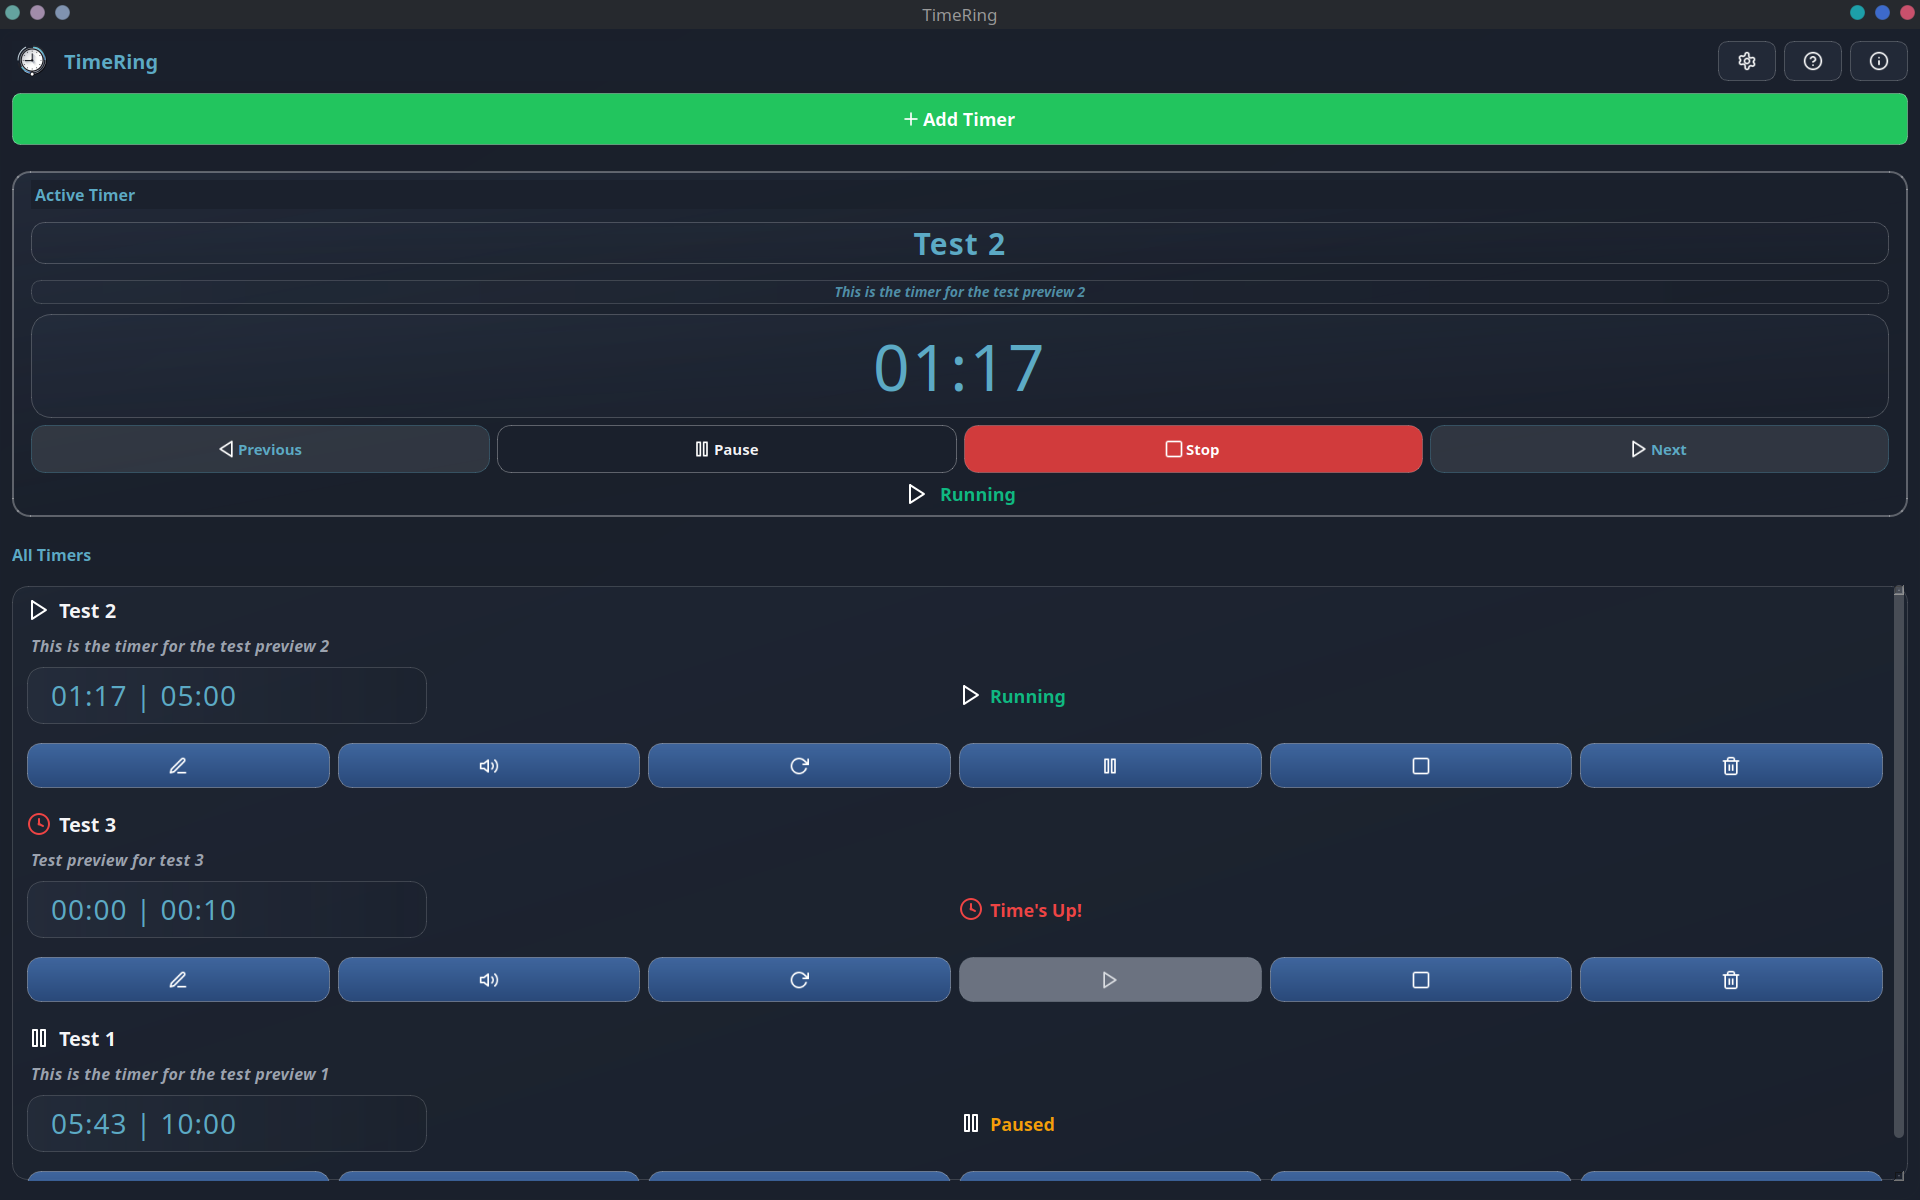 TimeRing
TimeRing
+ Add Timer
Active Timer
Test 2
This is the timer for the test preview 2
01:17
Previous
Pause
Stop
Next
Running
All Timers
Test 2
This is the timer for the test preview 2
01:17 | 05:00
Running
Test 3
Test preview for test 3
00:00 | 00:10
Time's Up!
Test 1
This is the timer for the test preview 1
05:43 | 10:00
Paused